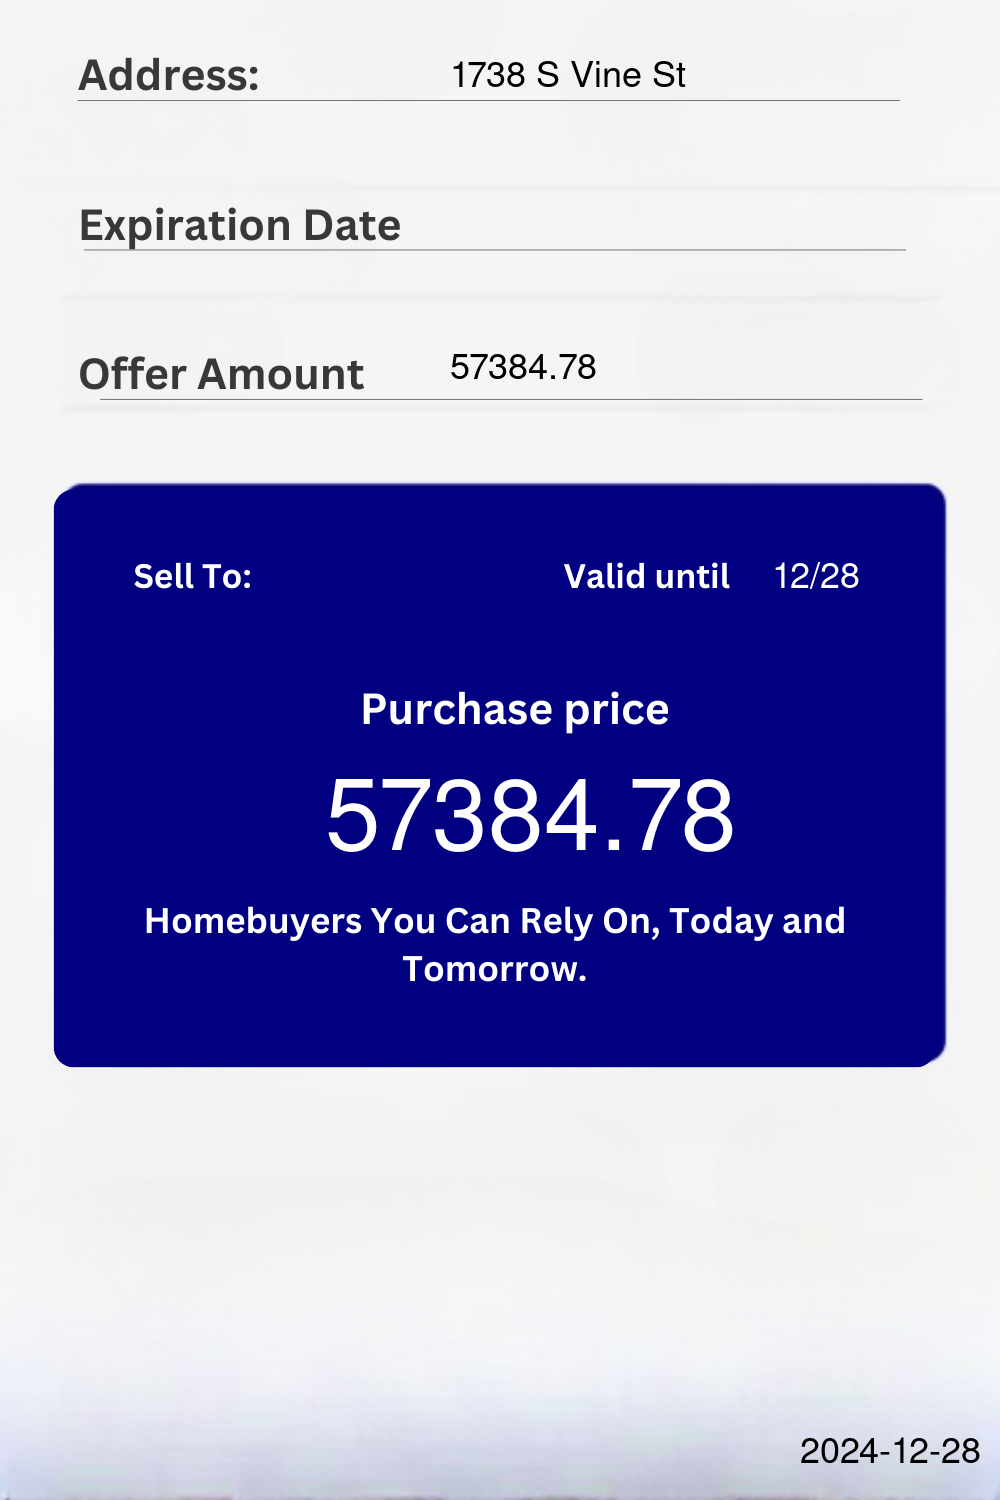 Address: 1738 S Vine St
Expiration Date
Offer Amount 57384.78
Sell To: Valid until 12/28
Purchase price
57384.78
Homebuyers You Can Rely On, Today and
Tomorrow.
2024-12-28